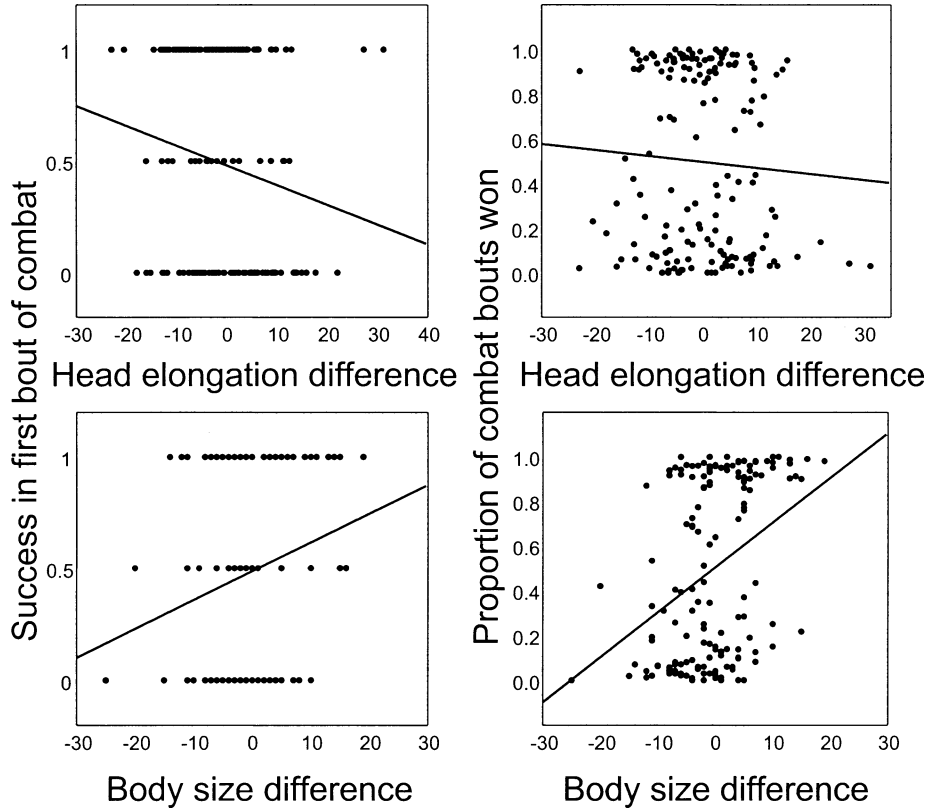 Success in first bout of combat
1
0.5
0
-30 -20 -10 0 10 20 30 40
Head elongation difference
Proportion of combat bouts won
1.0
0.8
0.6
0.4
0.2
0.0
-30 -20 -10 0 10 20 30
Head elongation difference
1
0.5
0
-30 -20 -10 0 10 20 30
Body size difference
1.0
0.8
0.6
0.4
0.2
0.0
-30 -20 -10 0 10 20 30
Body size difference